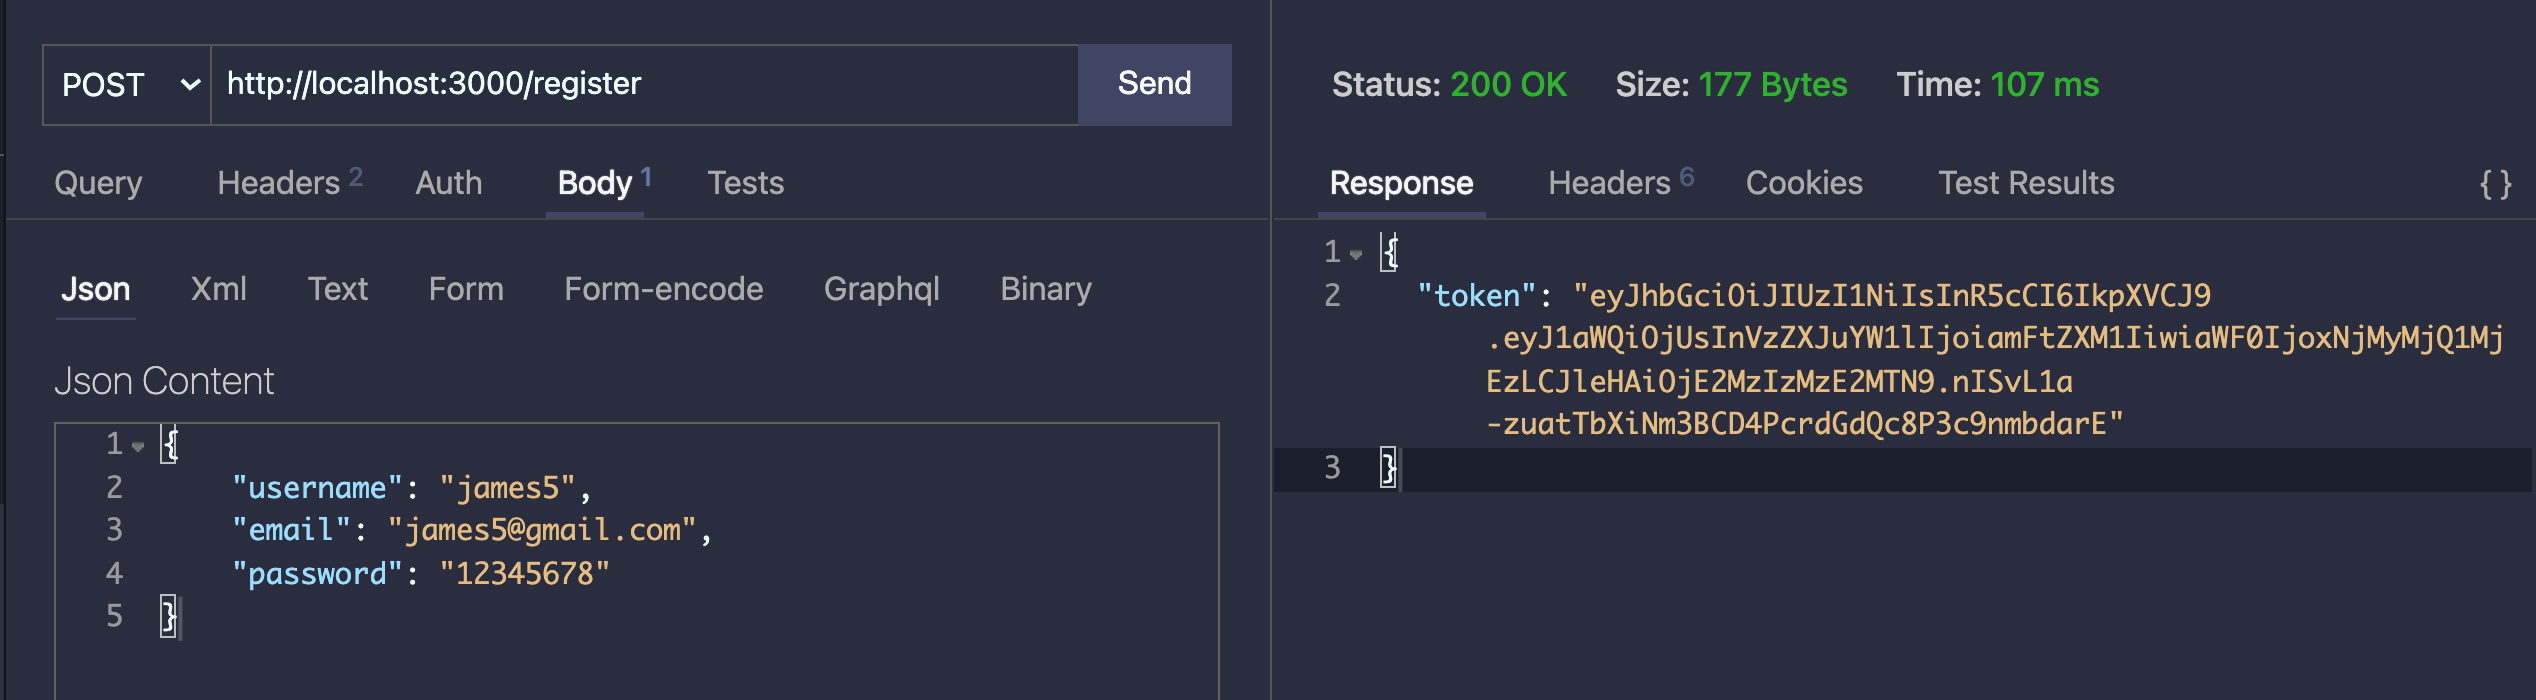 POST http://localhost:3000/register Send
Query Headers 2 Auth Body 1 Tests
Json Xml Text Form Form-encode Graphql Binary
Json Content
1 {
2 "username": "james5",
3 "email": "james5@gmail.com",
4 "password": "12345678"
5 }
Status: 200 OK Size: 177 Bytes Time: 107 ms
Response Headers 6 Cookies Test Results { }
1 {
2 "token": "eyJhbGciOiJIUzI1NiIsInR5cCI6IkpXVCJ9
.eyJ1aWQiOjUsInVzZXJuYW1lIjoiamFtZXM1IiwiaWF0IjoxNjMyMjQ1Mj
EzLCJleHAiOjE2MzIzMzE2MTN9.nISvL1a
-zuatTbXiNm3BCD4PcrdGdQc8P3c9nmbdarE"
3 }